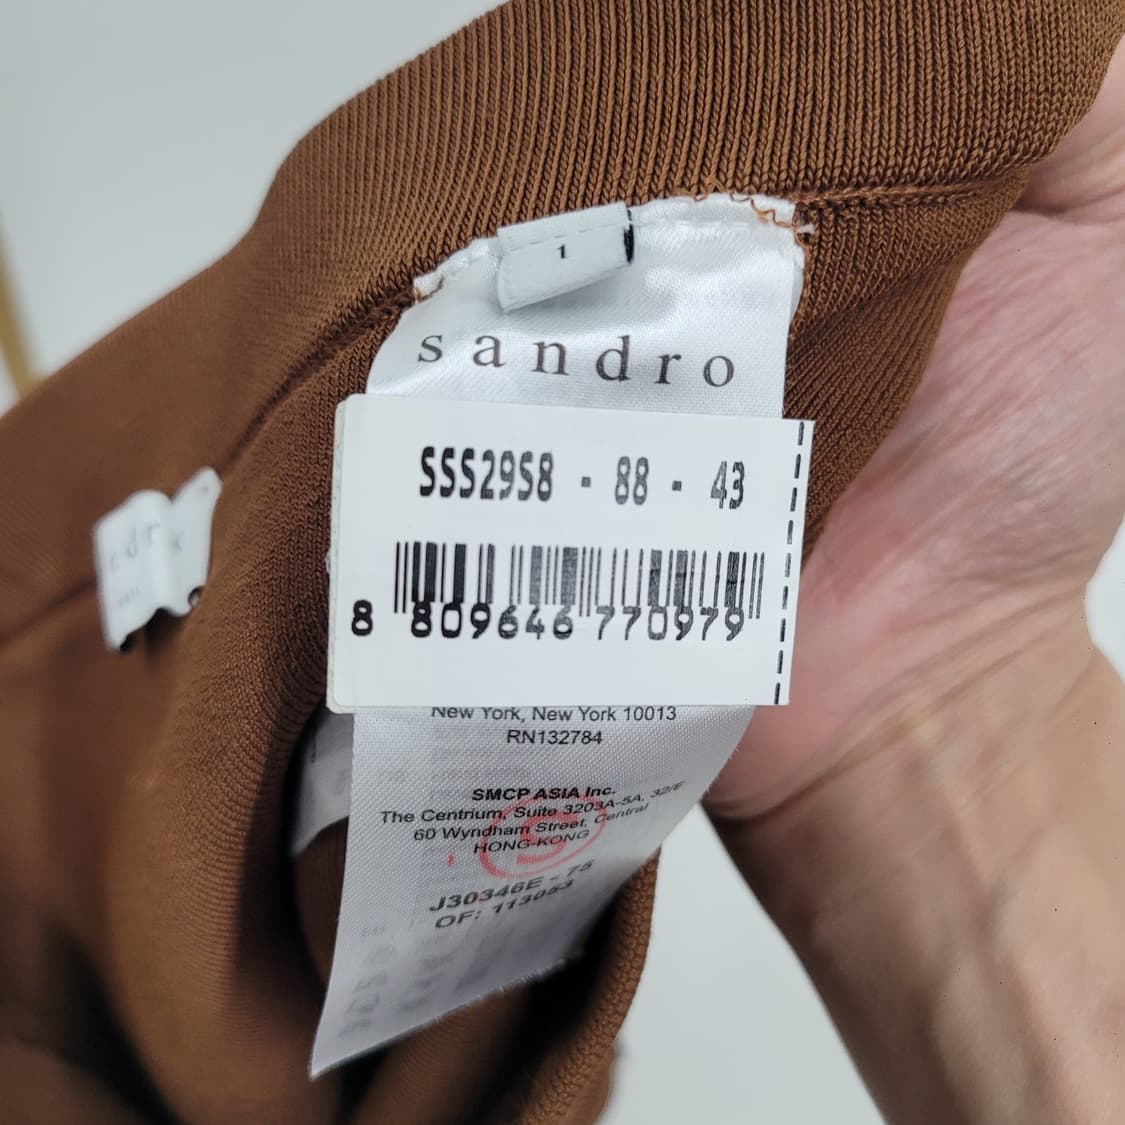 1
sandro
SSS29S8 - 88 - 43
8 809646 770979
New York, New York 10013
RN132784
SMCP ASIA Inc.
The Centrium, Suite 3203A-5A, 32/E
60 Wyndham Street, Central
HONG-KONG
S
J30346E - 75
OF: 113053